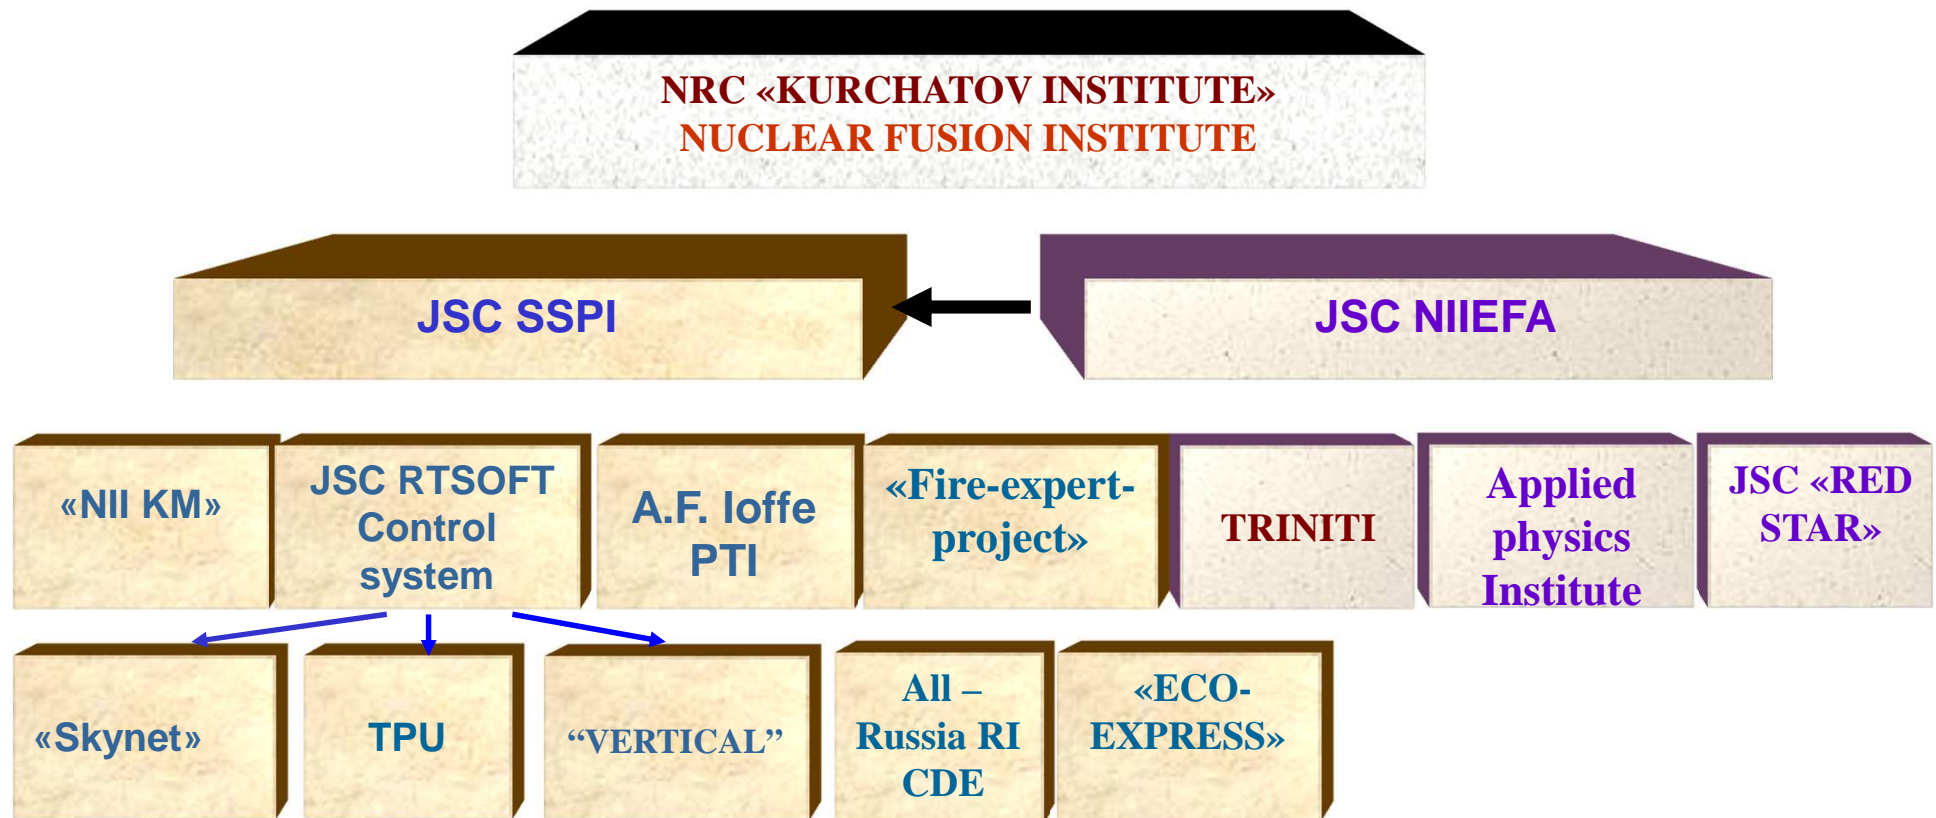 NRC «KURCHATOV INSTITUTE»
NUCLEAR FUSION INSTITUTE
JSC SSPI
JSC NIIEFA
«NII KM»
JSC RTSOFT
Control
system
A.F. Ioffe
PTI
«Fire-expert-
project»
TRINITI
Applied
physics
Institute
JSC «RED
STAR»
«Skynet»
TPU
“VERTICAL”
All –
Russia RI
CDE
«ECO-
EXPRESS»